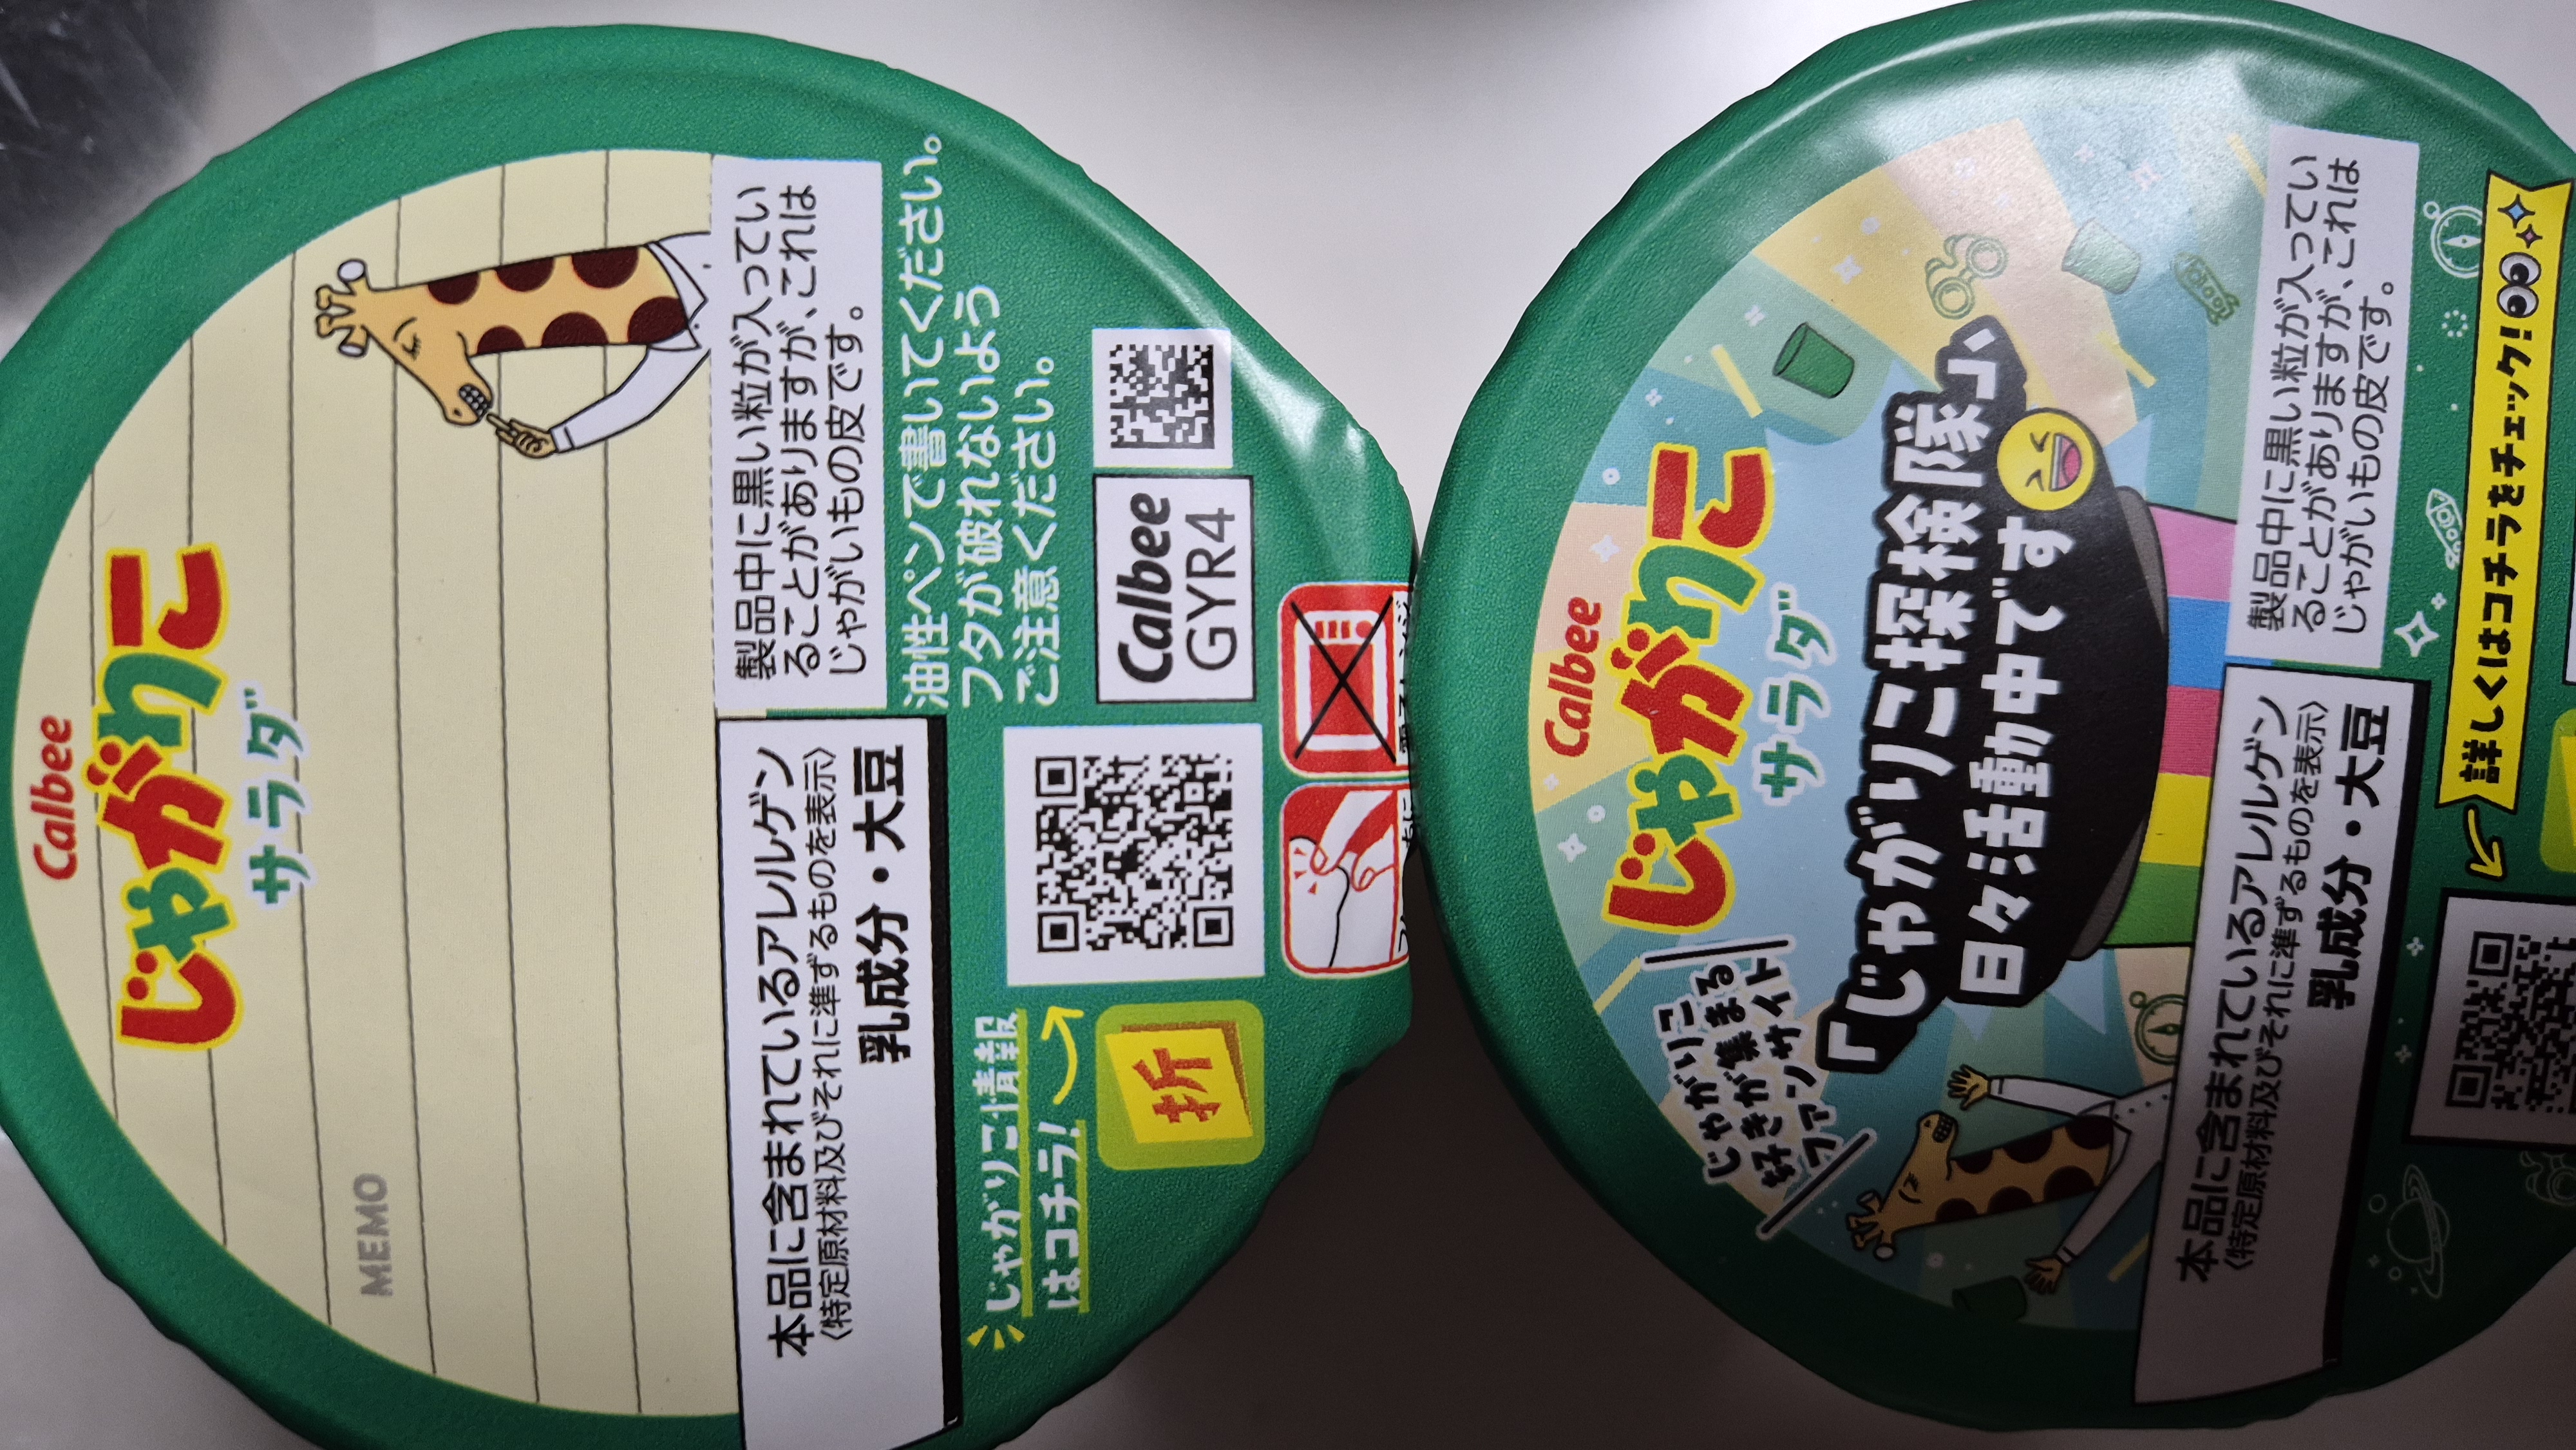 Calbee
じゃがりこ
サラダ
MEMO
製品中に黒い粒が入ってい
ることがありますが、これは
じゃがいもの皮です。
本品に含まれているアレルゲン
〈特定原材料及びそれに準ずるものを表示〉
乳成分・大豆
油性ペンで書いてください。
フタが破れないよう
ご注意ください。
じゃがりこ情報
はコチラ!
折
Calbee
GYR4
Calbee
じゃがりこ
サラダ
じゃがりこ
好きが集まる
ファンサイト
「じゃがりこ探検隊」、
日々活動中です
製品中に黒い粒が入ってい
ることがありますが、これは
じゃがいもの皮です。
本品に含まれているアレルゲン
〈特定原材料及びそれに準ずるものを表示〉
乳成分・大豆
詳しくはコチラをチェック!